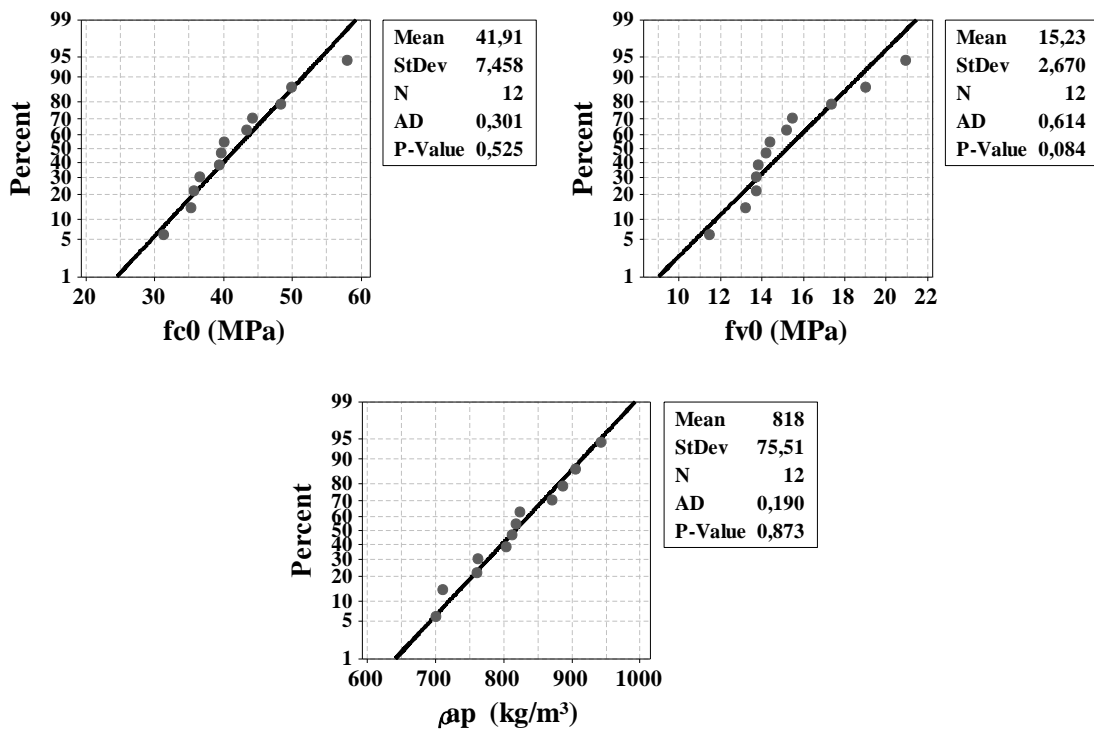 99
95
90
80
70
60
50
40
30
20
10
5
1
Percent
20 30 40 50 60
fc0 (MPa)
Mean 41,91
StDev 7,458
N 12
AD 0,301
P-Value 0,525
99
95
90
80
70
60
50
40
30
20
10
5
1
Percent
10 12 14 16 18 20 22
fv0 (MPa)
Mean 15,23
StDev 2,670
N 12
AD 0,614
P-Value 0,084
99
95
90
80
70
60
50
40
30
20
10
5
1
Percent
600 700 800 900 1000
ρap (kg/m³)
Mean 818
StDev 75,51
N 12
AD 0,190
P-Value 0,873